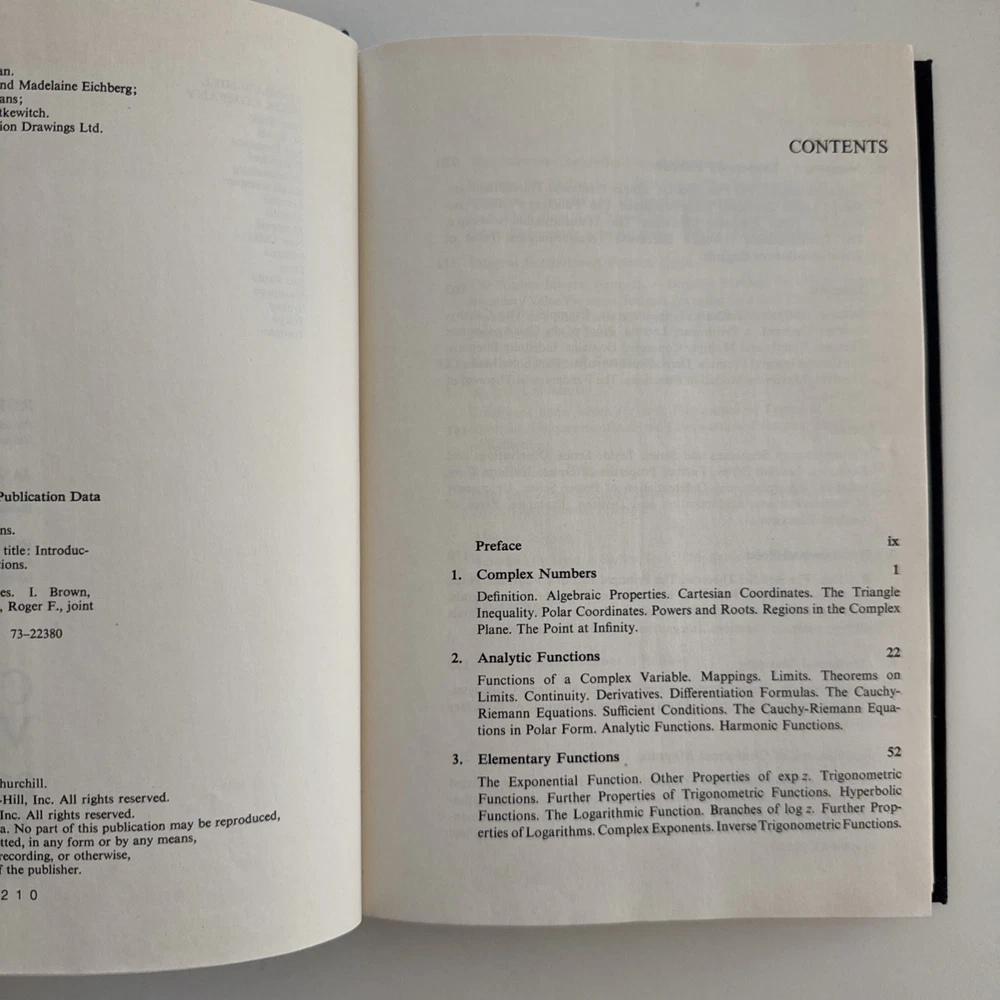 an.
nd Madelaine Eichberg;
ans;
tkewitch.
ion Drawings Ltd.
Publication Data
ns.
title: Introduc-
ions.
es. I. Brown,
, Roger F., joint
73–22380
hurchill.
-Hill, Inc. All rights reserved.
Inc. All rights reserved.
a. No part of this publication may be reproduced,
tted, in any form or by any means,
recording, or otherwise,
f the publisher.
2 1 0
CONTENTS
Preface ix
1. Complex Numbers 1
Definition. Algebraic Properties. Cartesian Coordinates. The Triangle
Inequality. Polar Coordinates. Powers and Roots. Regions in the Complex
Plane. The Point at Infinity.
2. Analytic Functions 22
Functions of a Complex Variable. Mappings. Limits. Theorems on
Limits. Continuity. Derivatives. Differentiation Formulas. The Cauchy-
Riemann Equations. Sufficient Conditions. The Cauchy-Riemann Equa-
tions in Polar Form. Analytic Functions. Harmonic Functions.
3. Elementary Functions 52
The Exponential Function. Other Properties of exp z. Trigonometric
Functions. Further Properties of Trigonometric Functions. Hyperbolic
Functions. The Logarithmic Function. Branches of log z. Further Prop-
erties of Logarithms. Complex Exponents. Inverse Trigonometric Functions.